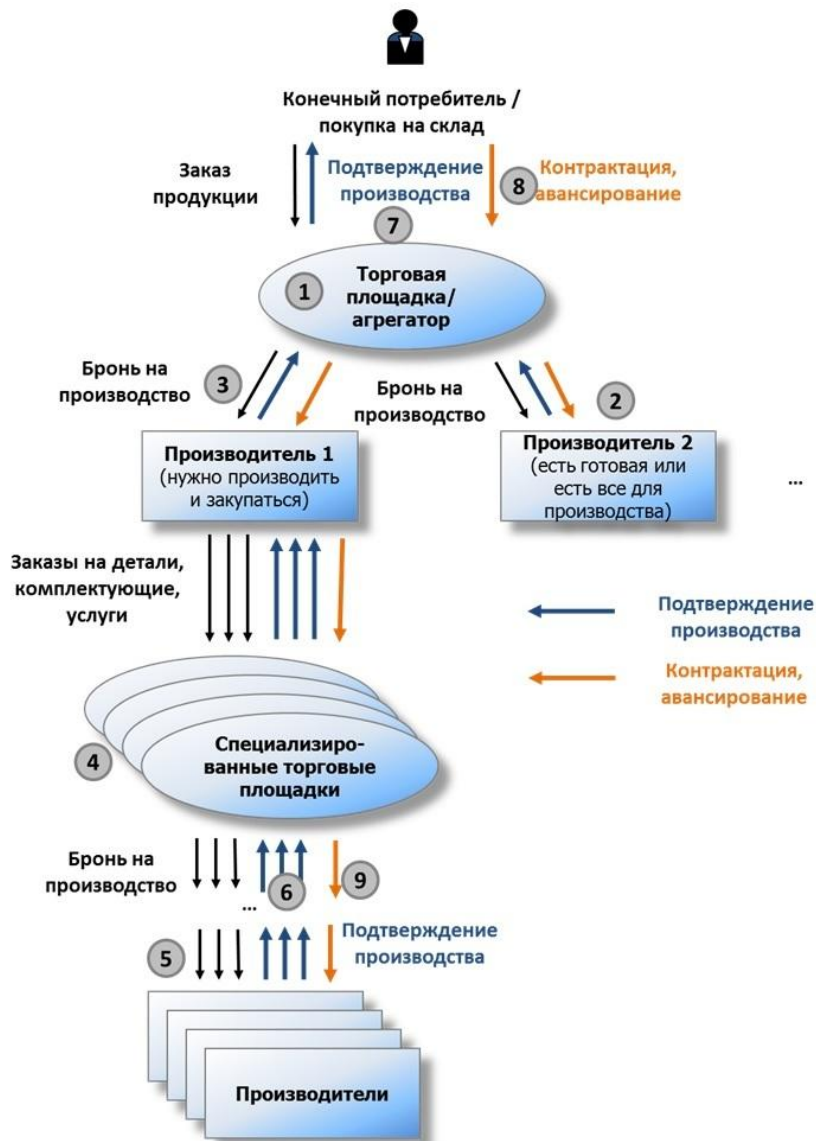 Конечный потребитель /
покупка на склад
Заказ
продукции
Подтверждение
производства
8
Контрактация,
авансирование
7
1
Торговая
площадка/
агрегатор
Бронь на
производство
3
Бронь на
производство
2
Производитель 1
(нужно производить
и закупаться)
Производитель 2
(есть готовая или
есть все для
производства)
...
Заказы на детали,
комплектующие,
услуги
Подтверждение
производства
Контрактация,
авансирование
4
Специализиро-
ванные торговые
площадки
Бронь на
производство
...
6
9
5
Подтверждение
производства
Производители